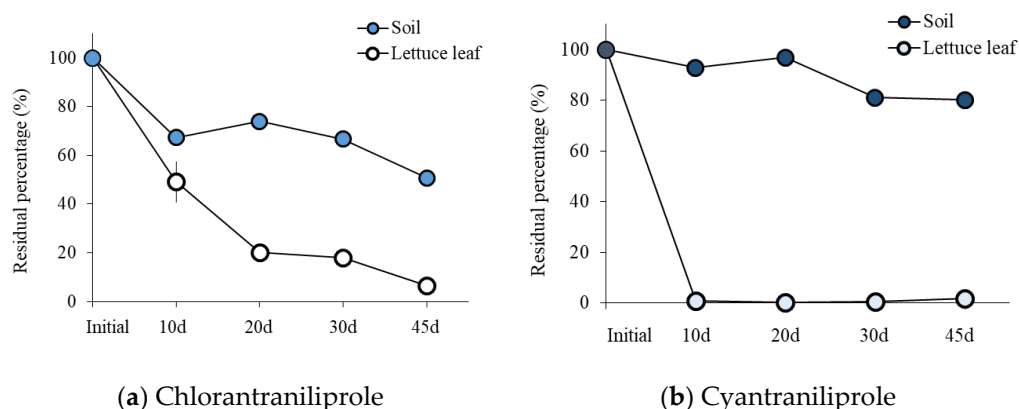 Soil
Lettuce leaf
Residual percentage (%)
100
80
60
40
20
0
Initial 10d 20d 30d 45d
(a) Chlorantraniliprole
Soil
Lettuce leaf
Residual percentage (%)
100
80
60
40
20
0
Initial 10d 20d 30d 45d
(b) Cyantraniliprole